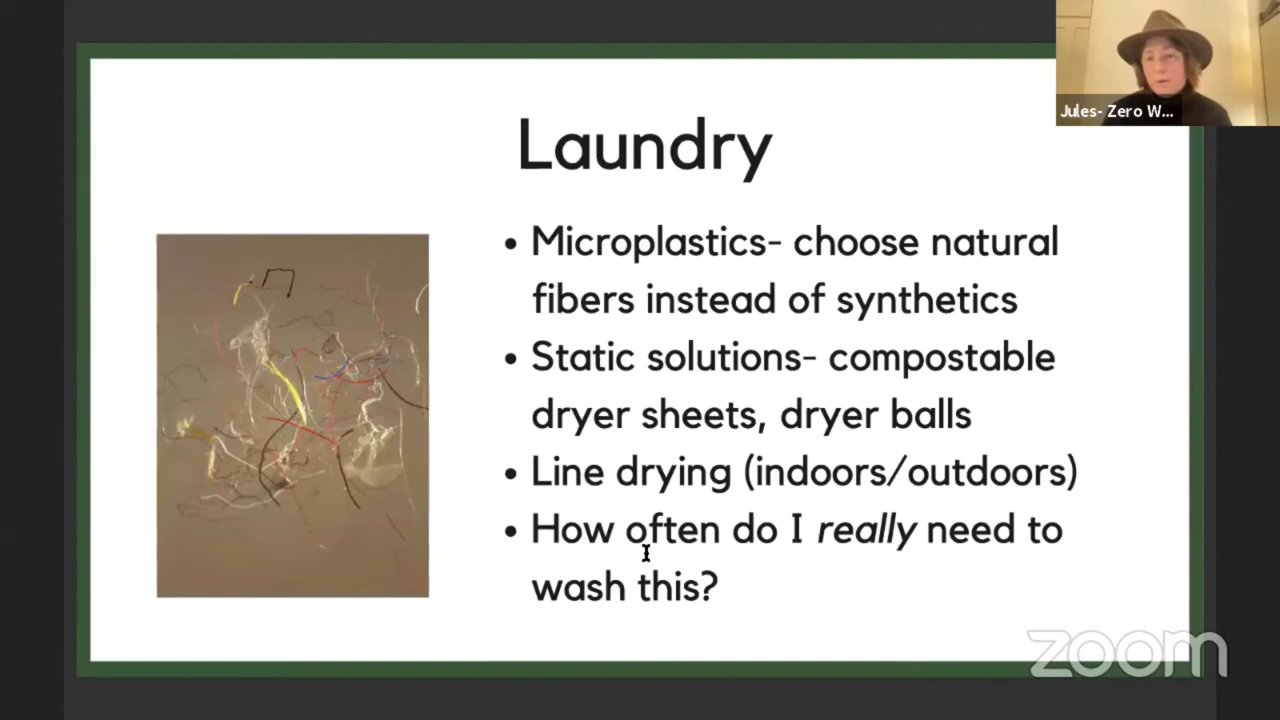 Jules- Zero W...
Laundry
• Microplastics- choose natural
fibers instead of synthetics
• Static solutions- compostable
dryer sheets, dryer balls
• Line drying (indoors/outdoors)
• How often do I really need to
wash this?
zoom